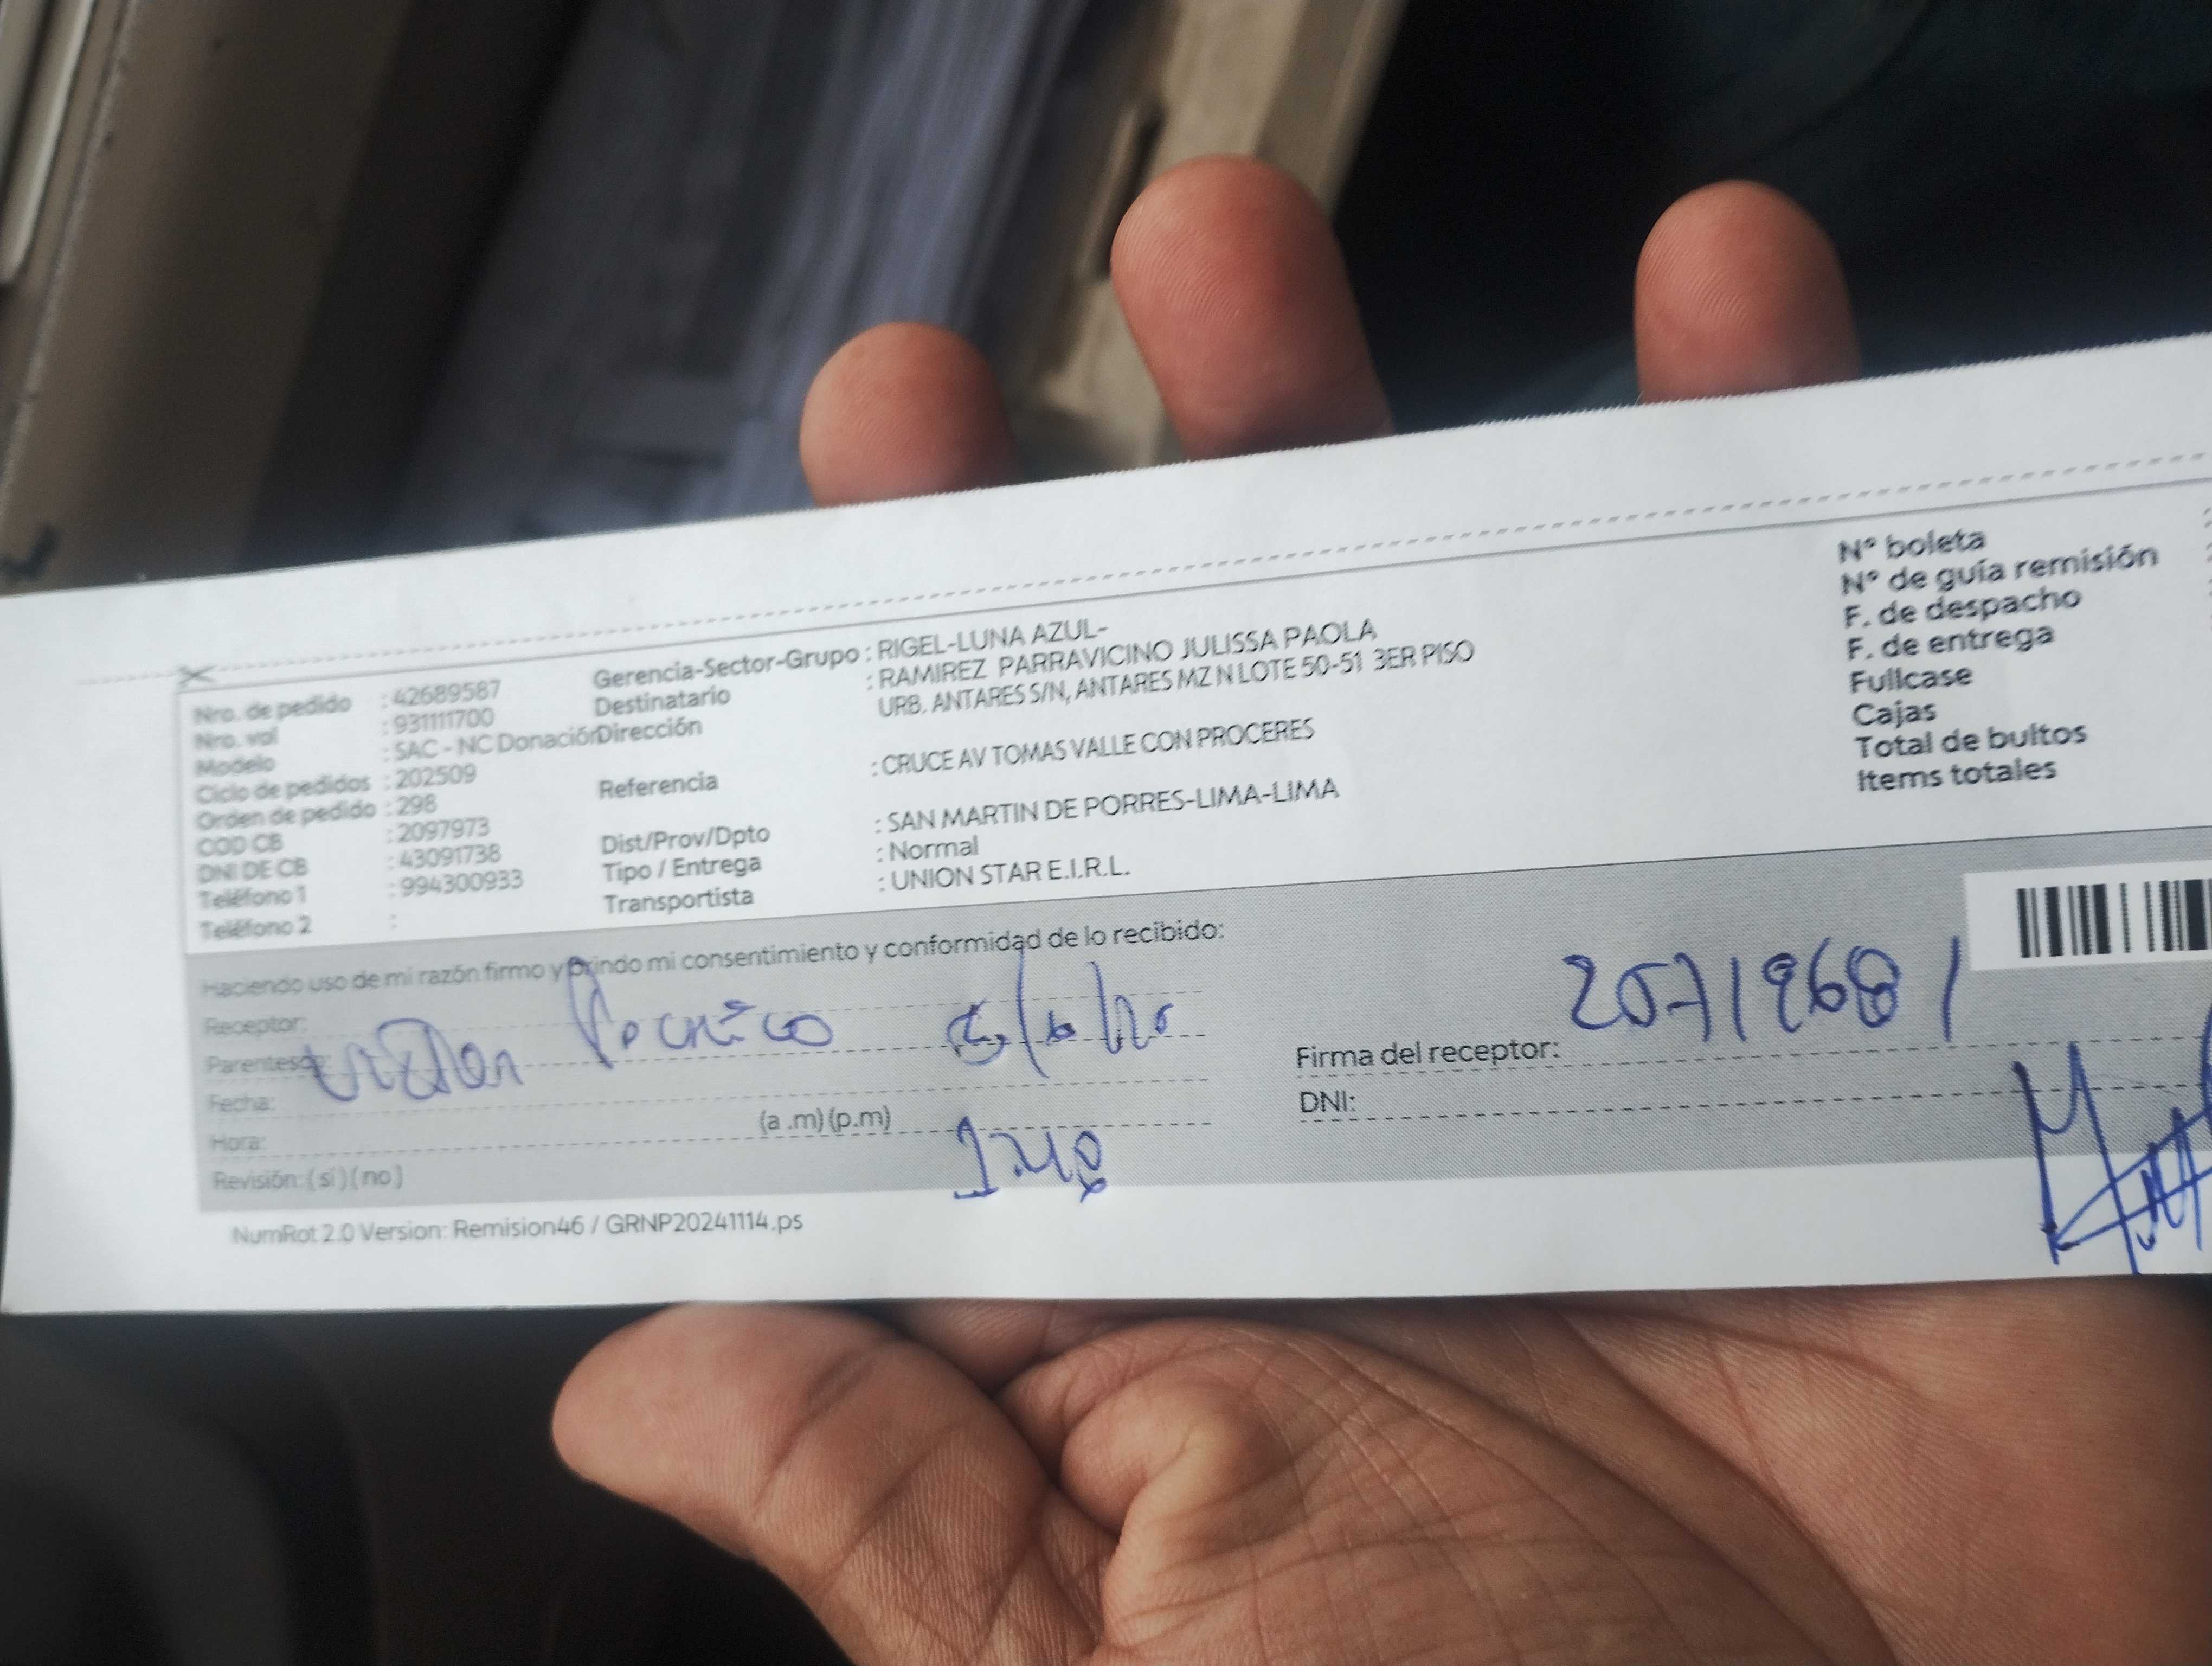 Nro. de pedido : 42689587
Nro. vol : 931111700
Modelo : SAC - NC Donación
Ciclo de pedidos : 202509
Orden de pedido : 298
COD CB : 2097973
DNI DE CB : 43091738
Teléfono 1 : 994300933
Teléfono 2 :
Gerencia-Sector-Grupo : RIGEL-LUNA AZUL-
Destinatario : RAMIREZ PARRAVICINO JULISSA PAOLA
Dirección URB. ANTARES S/N, ANTARES MZ N LOTE 50-51 3ER PISO
Referencia : CRUCE AV TOMAS VALLE CON PROCERES
Dist/Prov/Dpto : SAN MARTIN DE PORRES-LIMA-LIMA
Tipo / Entrega : Normal
Transportista : UNION STAR E.I.R.L.
N° boleta
N° de guía remisión
F. de despacho
F. de entrega
Fullcase
Cajas
Total de bultos
Items totales
Haciendo uso de mi razón firmo y brindo mi consentimiento y conformidad de lo recibido:
Receptor:
Parentesco:
Fecha:
Hora: (a .m) (p.m)
Revisión: ( si ) ( no )
Firma del receptor:
DNI:
NumRot 2.0 Version: Remision46 / GRNP20241114.ps